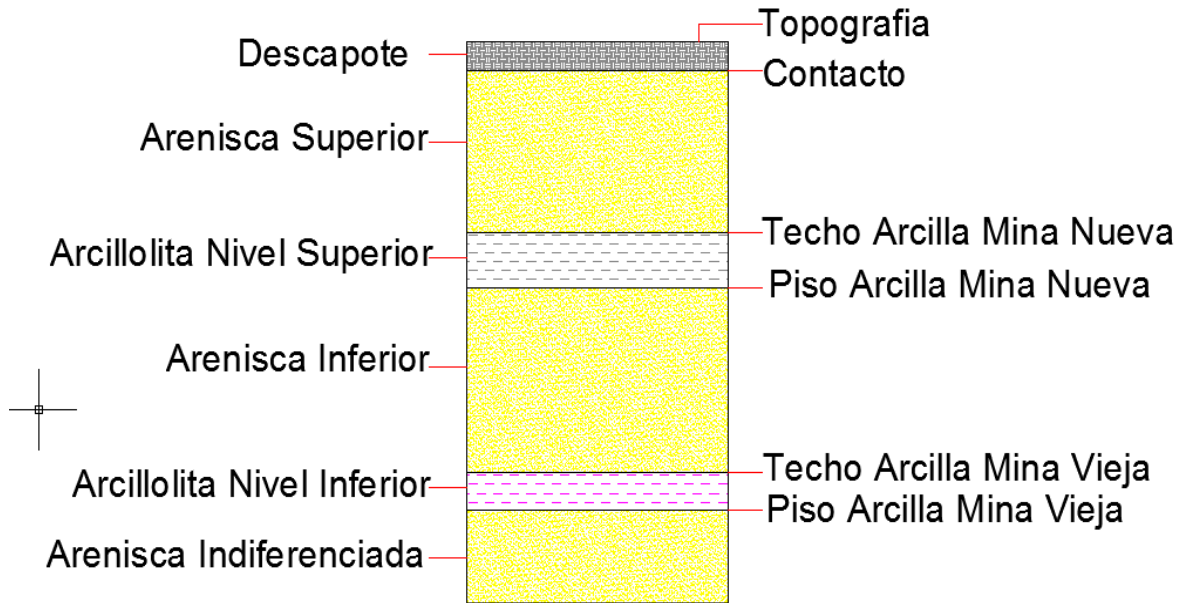 Topografia
Descapote
Contacto
Arenisca Superior
Techo Arcilla Mina Nueva
Arcillolita Nivel Superior
Piso Arcilla Mina Nueva
Arenisca Inferior
Techo Arcilla Mina Vieja
Arcillolita Nivel Inferior
Piso Arcilla Mina Vieja
Arenisca Indiferenciada